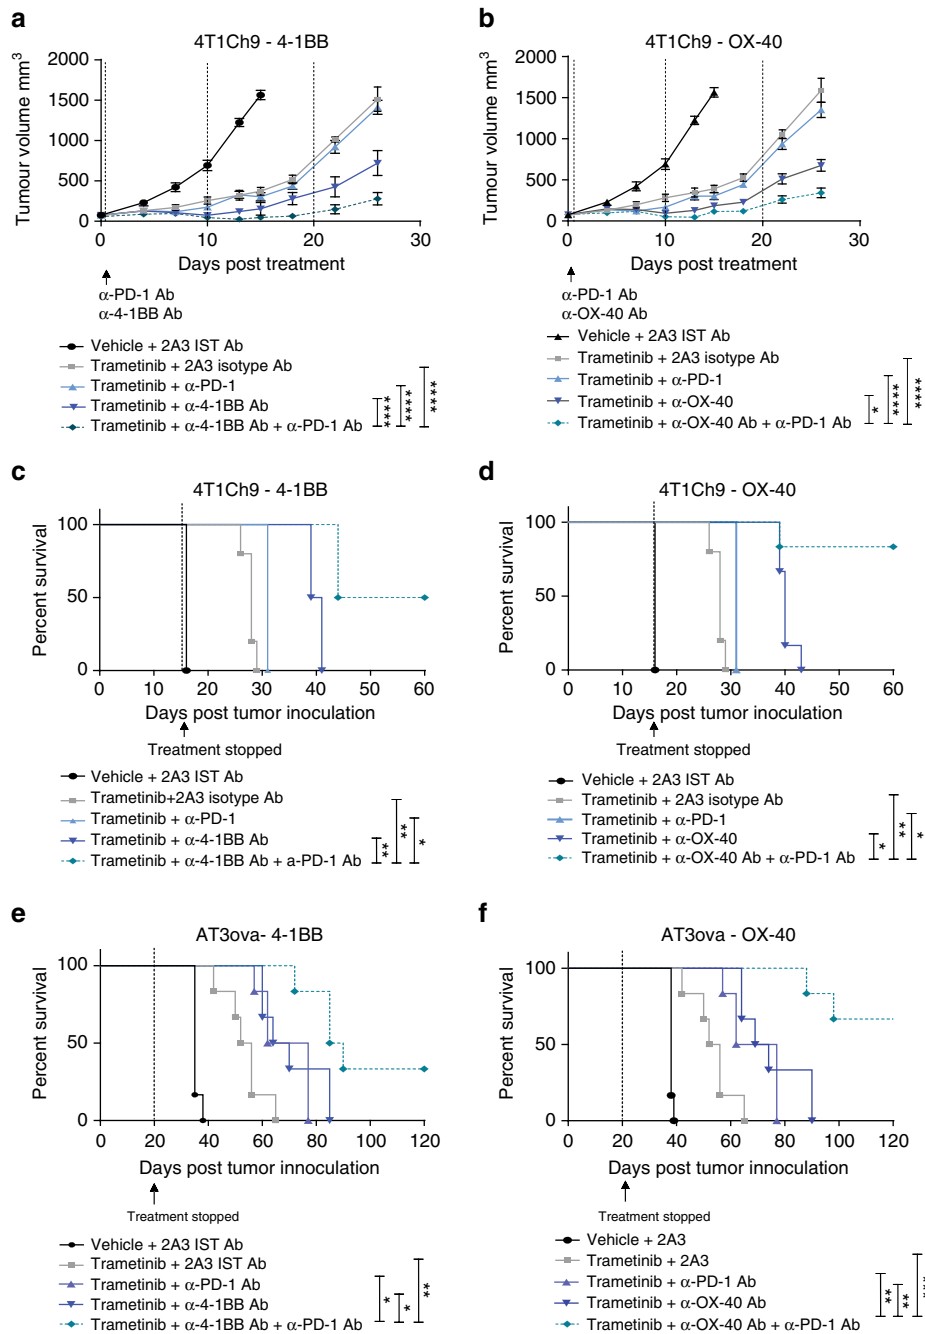 a
4T1Ch9 - 4-1BB
Tumour volume mm³
2000
1500
1000
500
0
0 10 20 30
Days post treatment
α-PD-1 Ab
α-4-1BB Ab
Vehicle + 2A3 IST Ab
Trametinib + 2A3 isotype Ab
Trametinib + α-PD-1
Trametinib + α-4-1BB Ab
Trametinib + α-4-1BB Ab + α-PD-1 Ab
**** **** ****
b
4T1Ch9 - OX-40
Tumour volume mm³
2000
1500
1000
500
0
0 10 20 30
Days post treatment
α-PD-1 Ab
α-OX-40 Ab
Vehicle + 2A3 IST Ab
Trametinib + 2A3 isotype Ab
Trametinib + α-PD-1
Trametinib + α-OX-40
Trametinib + α-OX-40 Ab + α-PD-1 Ab
* **** ****
c
4T1Ch9 - 4-1BB
Percent survival
100
50
0
0 10 20 30 40 50 60
Days post tumor inoculation
Treatment stopped
Vehicle + 2A3 IST Ab
Trametinib+2A3 isotype Ab
Trametinib + α-PD-1
Trametinib + α-4-1BB Ab
Trametinib + α-4-1BB Ab + a-PD-1 Ab
** ** *
d
4T1Ch9 - OX-40
Percent survival
100
50
0
0 10 20 30 40 50 60
Days post tumor inoculation
Treatment stopped
Vehicle + 2A3 IST Ab
Trametinib + 2A3 isotype Ab
Trametinib + α-PD-1
Trametinib + α-OX-40
Trametinib + α-OX-40 Ab + α-PD-1 Ab
* ** *
e
AT3ova- 4-1BB
Percent survival
100
50
0
0 20 40 60 80 100 120
Days post tumor innoculation
Treatment stopped
Vehicle + 2A3 IST Ab
Trametinib + 2A3 IST Ab
Trametinib + α-PD-1 Ab
Trametinib + α-4-1BB Ab
Trametinib + α-4-1BB Ab + α-PD-1 Ab
* * **
f
AT3ova - OX-40
Percent survival
100
50
0
0 20 40 60 80 100 120
Days post tumor innoculation
Treatment stopped
Vehicle + 2A3
Trametinib + 2A3
Trametinib + α-PD-1 Ab
Trametinib + α-OX-40 Ab
Trametinib + α-OX-40 Ab + α-PD-1 Ab
** **